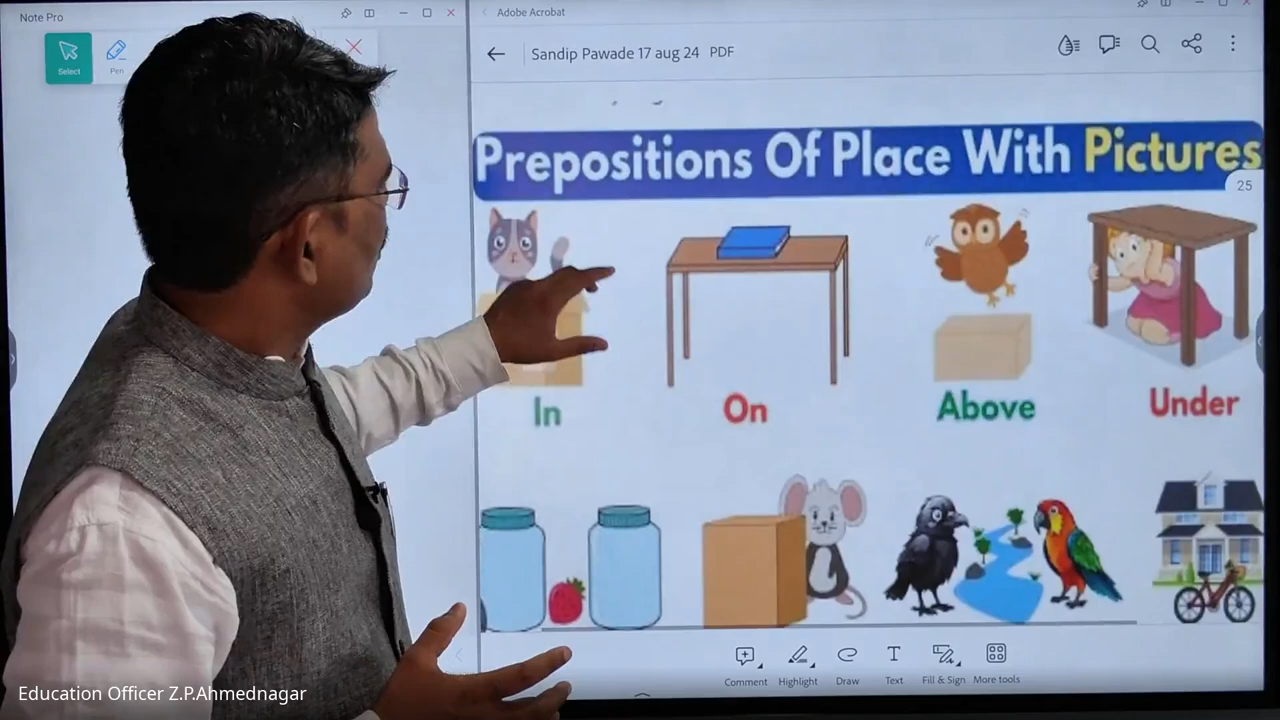 Note Pro
Select
Pen
Adobe Acrobat
Sandip Pawade 17 aug 24 PDF
Prepositions Of Place With Pictures
25
In
On
Above
Under
Comment
Highlight
Draw
Text
Fill & Sign
More tools
Education Officer Z.P.Ahmednagar